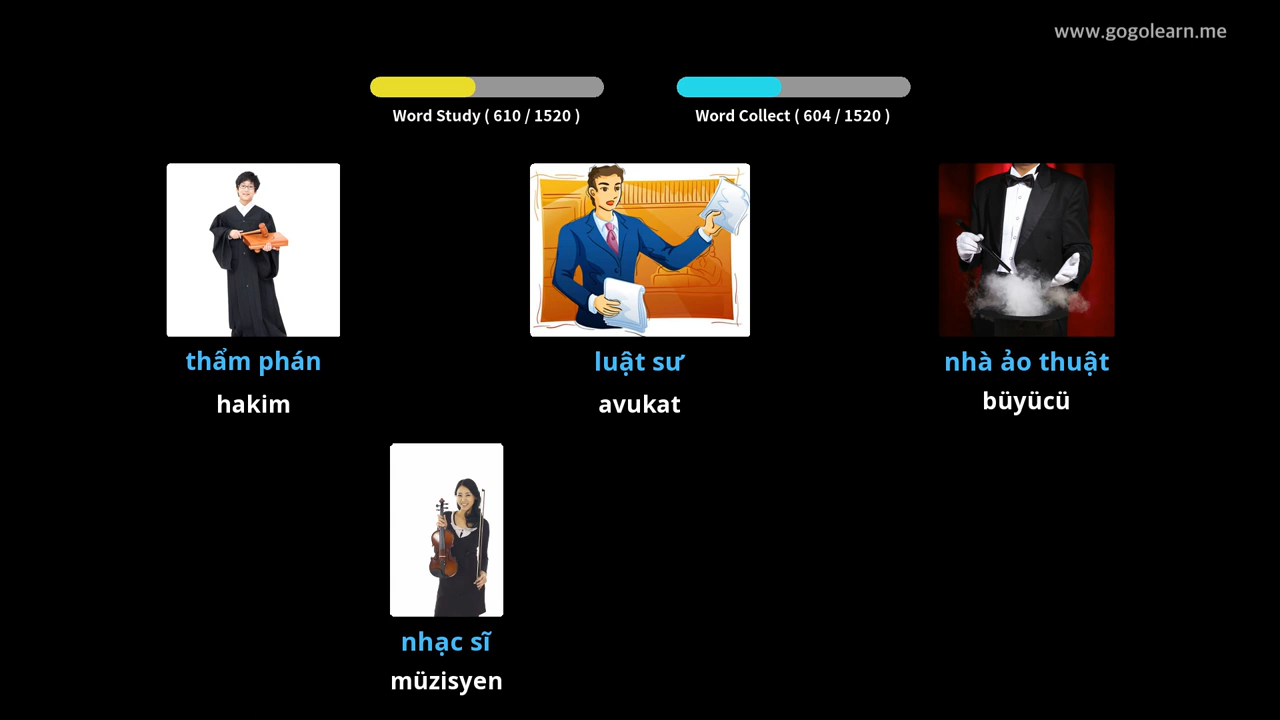 www.gogolearn.me
Word Study ( 610 / 1520 )
Word Collect ( 604 / 1520 )
thẩm phán
hakim
luật sư
avukat
nhà ảo thuật
büyücü
nhạc sĩ
müzisyen